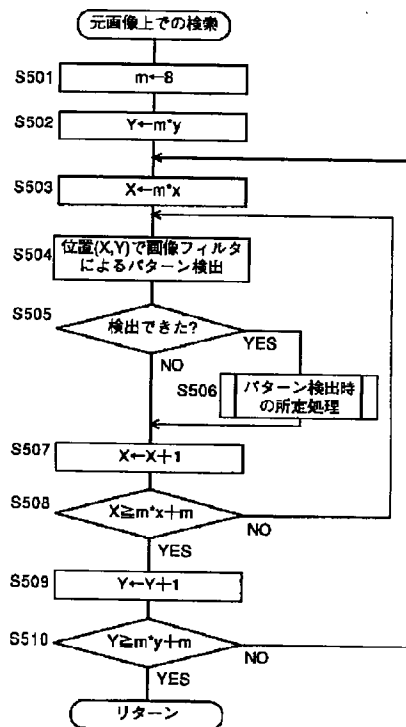 元画像上での検索
S501
m←8
S502
Y←m*y
S503
X←m*x
S504
位置(X,Y)で画像フィルタ
によるパターン検出
S505
検出できた?
YES
NO
S506
パターン検出時
の所定処理
S507
X←X+1
S508
X≧m*x+m
NO
YES
S509
Y←Y+1
S510
Y≧m*y+m
NO
YES
リターン